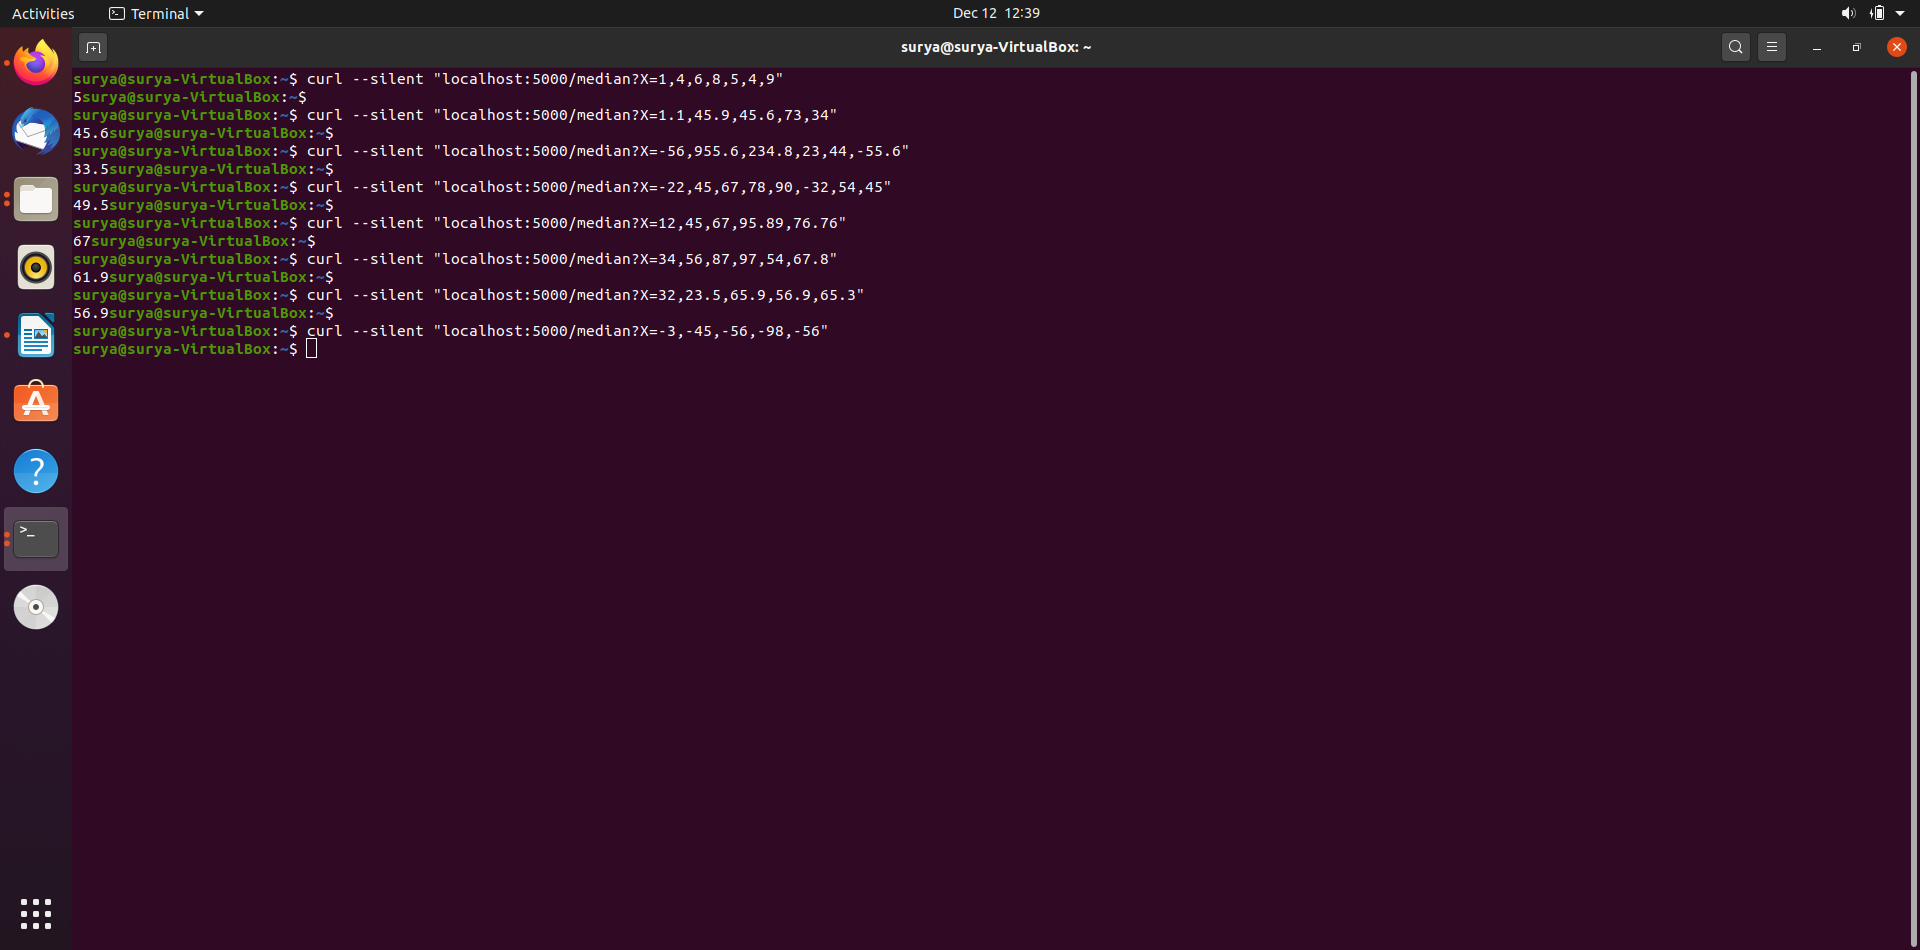 Activities
Terminal
Dec 12 12:39
surya@surya-VirtualBox: ~
surya@surya-VirtualBox:~$ curl --silent "localhost:5000/median?X=1,4,6,8,5,4,9"
5surya@surya-VirtualBox:~$
surya@surya-VirtualBox:~$ curl --silent "localhost:5000/median?X=1.1,45.9,45.6,73,34"
45.6surya@surya-VirtualBox:~$
surya@surya-VirtualBox:~$ curl --silent "localhost:5000/median?X=-56,955.6,234.8,23,44,-55.6"
33.5surya@surya-VirtualBox:~$
surya@surya-VirtualBox:~$ curl --silent "localhost:5000/median?X=-22,45,67,78,90,-32,54,45"
49.5surya@surya-VirtualBox:~$
surya@surya-VirtualBox:~$ curl --silent "localhost:5000/median?X=12,45,67,95.89,76.76"
67surya@surya-VirtualBox:~$
surya@surya-VirtualBox:~$ curl --silent "localhost:5000/median?X=34,56,87,97,54,67.8"
61.9surya@surya-VirtualBox:~$
surya@surya-VirtualBox:~$ curl --silent "localhost:5000/median?X=32,23.5,65.9,56.9,65.3"
56.9surya@surya-VirtualBox:~$
surya@surya-VirtualBox:~$ curl --silent "localhost:5000/median?X=-3,-45,-56,-98,-56"
surya@surya-VirtualBox:~$